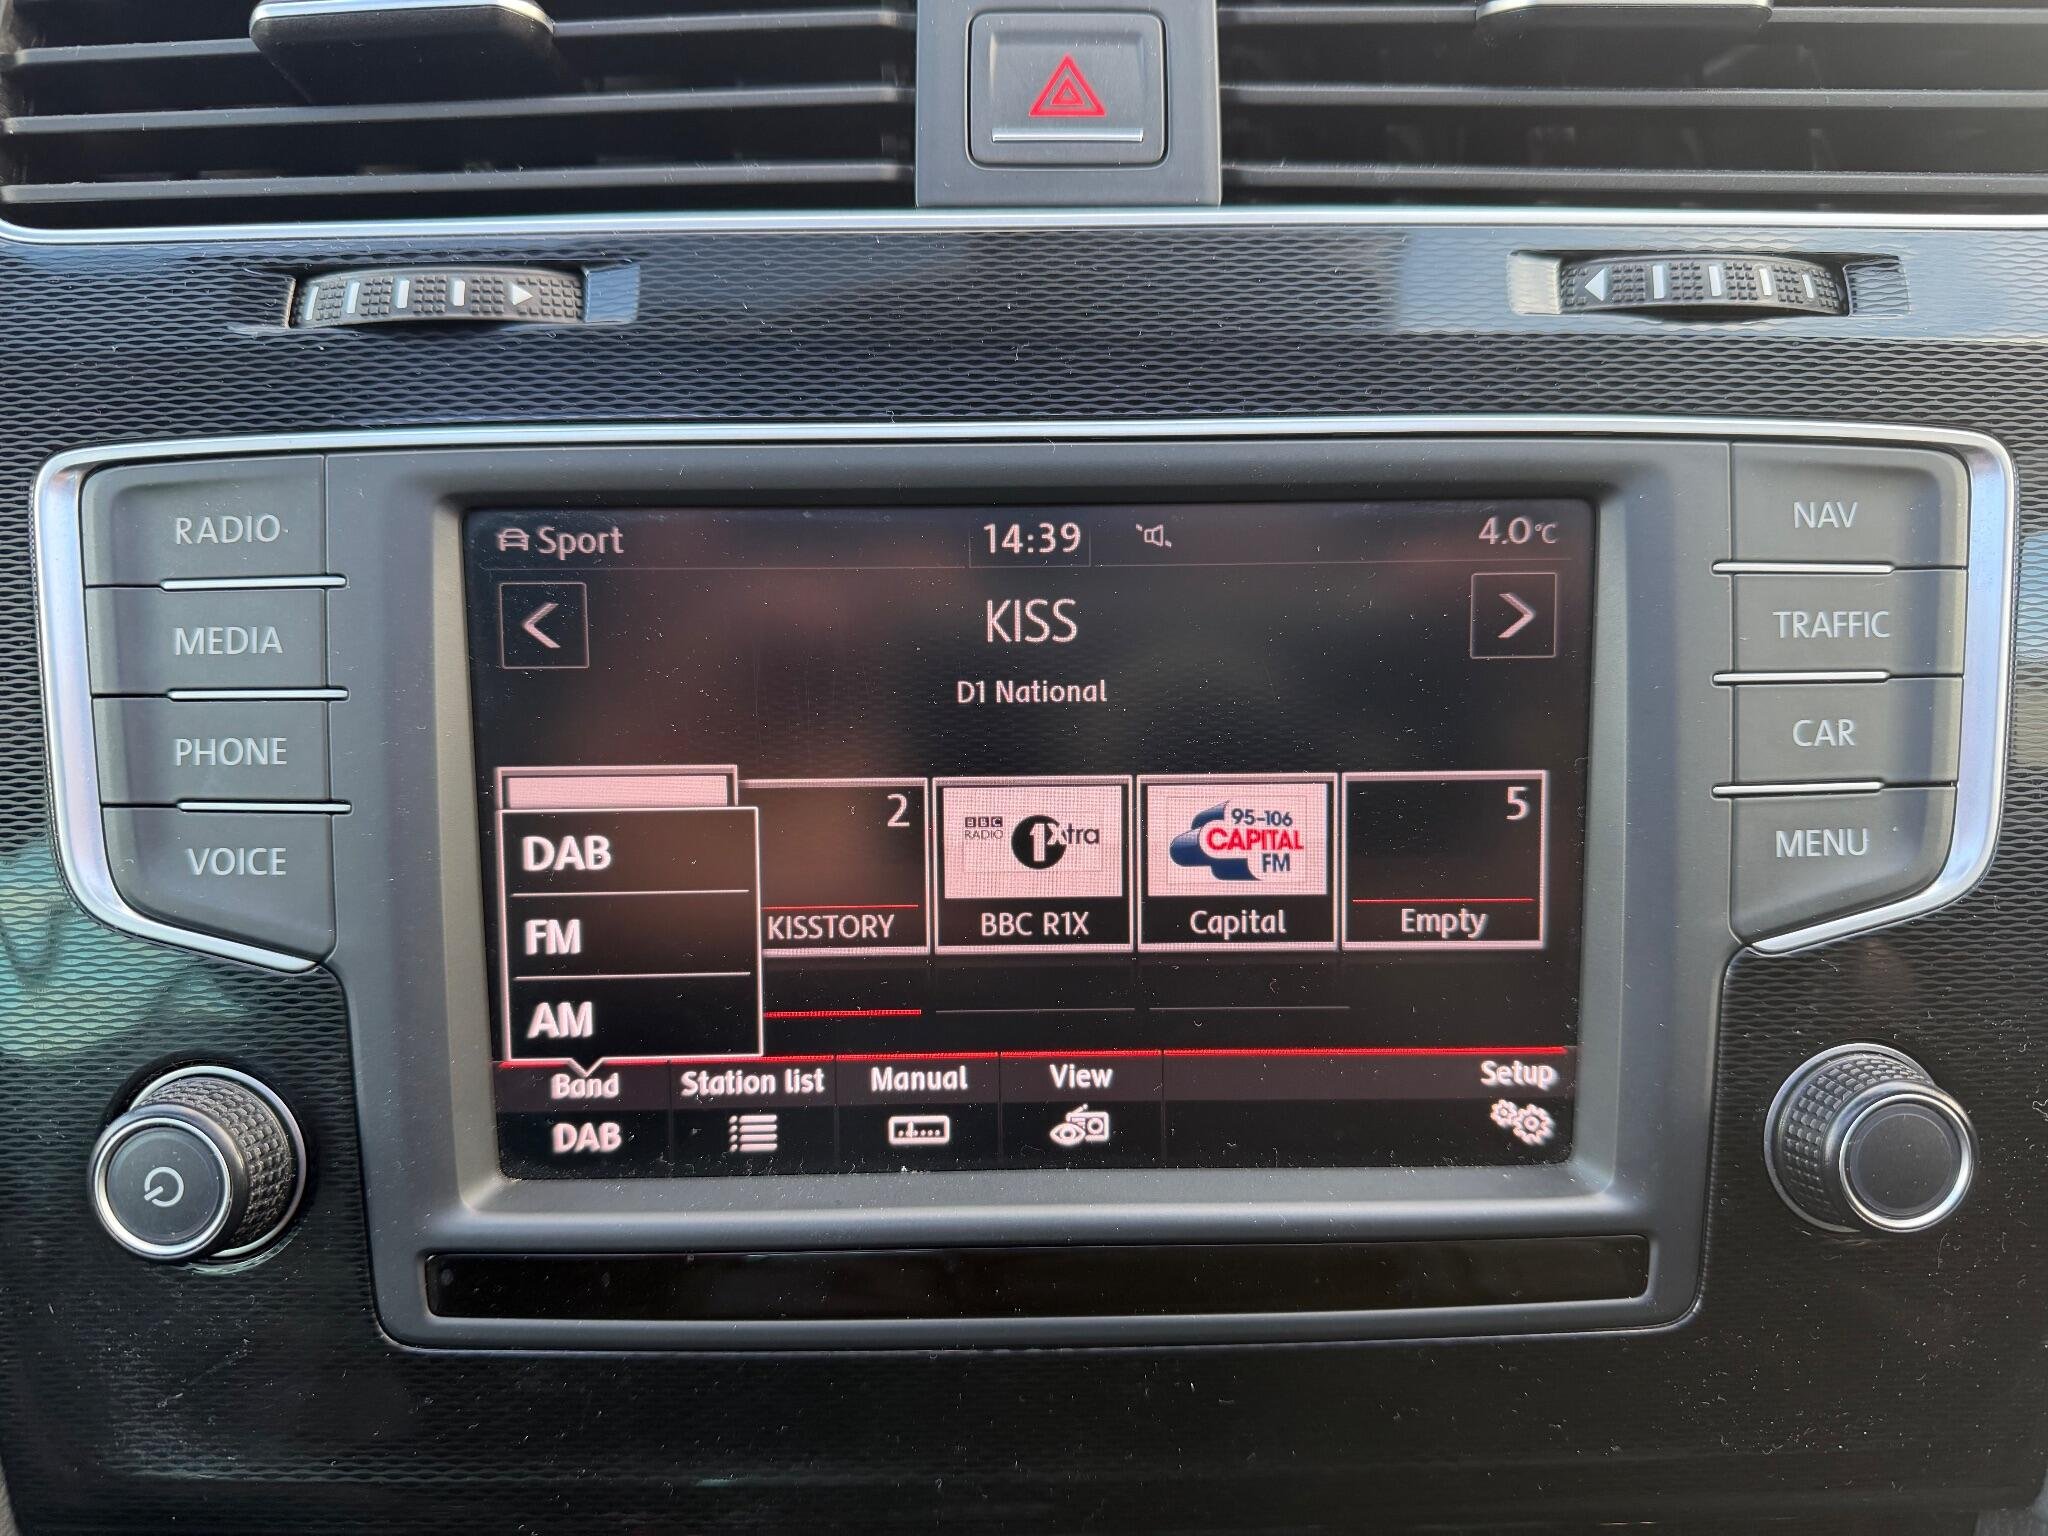 RADIO
MEDIA
PHONE
VOICE
Sport 14:39 4.0°C
KISS
D1 National
2
KISSTORY
BBC
RADIO
1Xtra
BBC R1X
95-106
CAPITAL
FM
Capital
5
Empty
DAB
FM
AM
Band Station list Manual View Setup
DAB
NAV
TRAFFIC
CAR
MENU